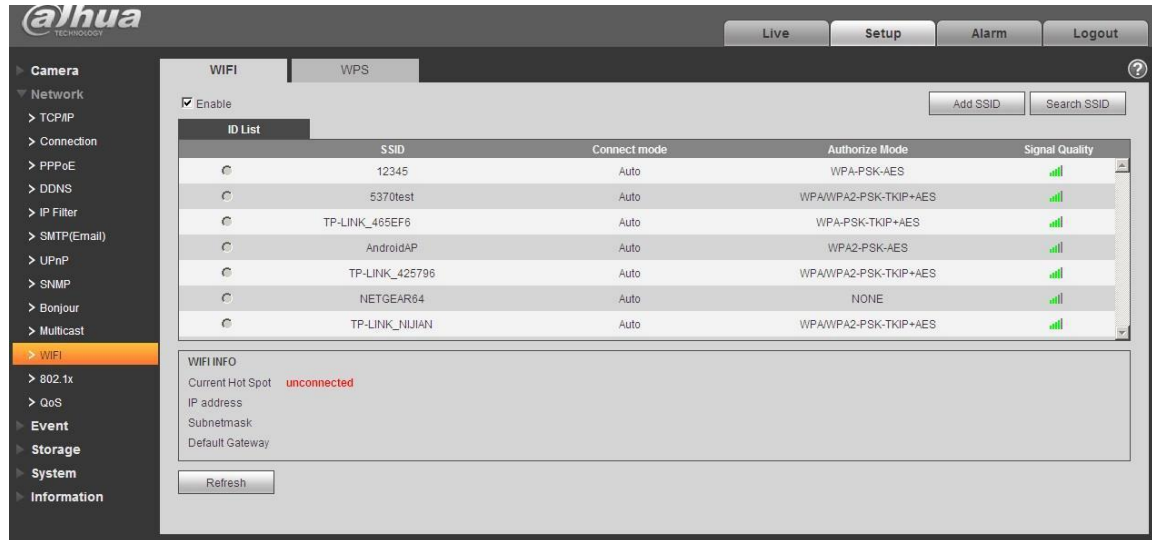 alhua
TECHNOLOGY
Live Setup Alarm Logout
Camera
Network
> TCP/IP
> Connection
> PPPoE
> DDNS
> IP Filter
> SMTP(Email)
> UPnP
> SNMP
> Bonjour
> Multicast
> WIFI
> 802.1x
> QoS
Event
Storage
System
Information
WIFI WPS
?
Enable Add SSID Search SSID
ID List
SSID Connect mode Authorize Mode Signal Quality
12345 Auto WPA-PSK-AES
5370test Auto WPA/WPA2-PSK-TKIP+AES
TP-LINK_465EF6 Auto WPA-PSK-TKIP+AES
AndroidAP Auto WPA2-PSK-AES
TP-LINK_425796 Auto WPA/WPA2-PSK-TKIP+AES
NETGEAR64 Auto NONE
TP-LINK_NIJIAN Auto WPA/WPA2-PSK-TKIP+AES
WIFI INFO
Current Hot Spot unconnected
IP address
Subnetmask
Default Gateway
Refresh